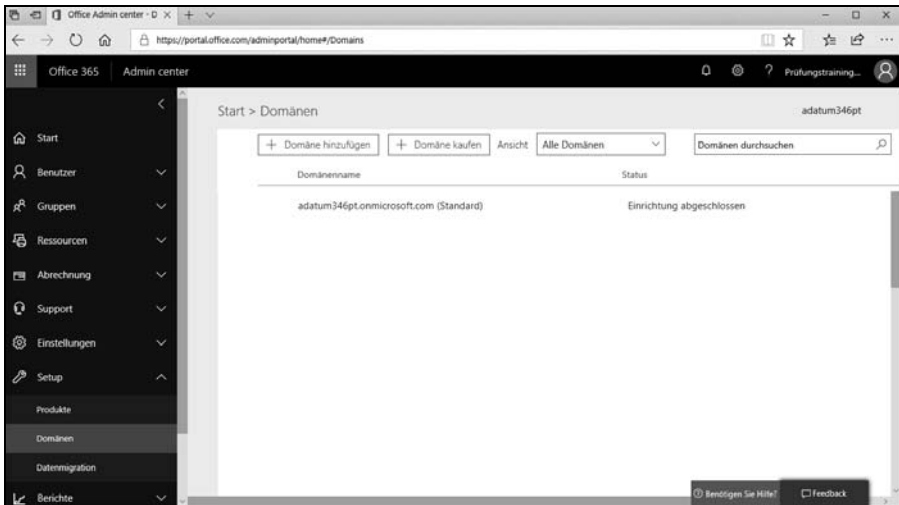 Office Admin center - D
https://portal.office.com/adminportal/home#/Domains
Office 365 Admin center ? Prüfungstraining...
Start > Domänen adatum346pt
+ Domäne hinzufügen + Domäne kaufen Ansicht Alle Domänen Domänen durchsuchen
Domänenname Status
adatum346pt.onmicrosoft.com (Standard) Einrichtung abgeschlossen
Start
Benutzer
Gruppen
Ressourcen
Abrechnung
Support
Einstellungen
Setup
Produkte
Domänen
Datenmigration
Berichte
Benötigen Sie Hilfe? Feedback